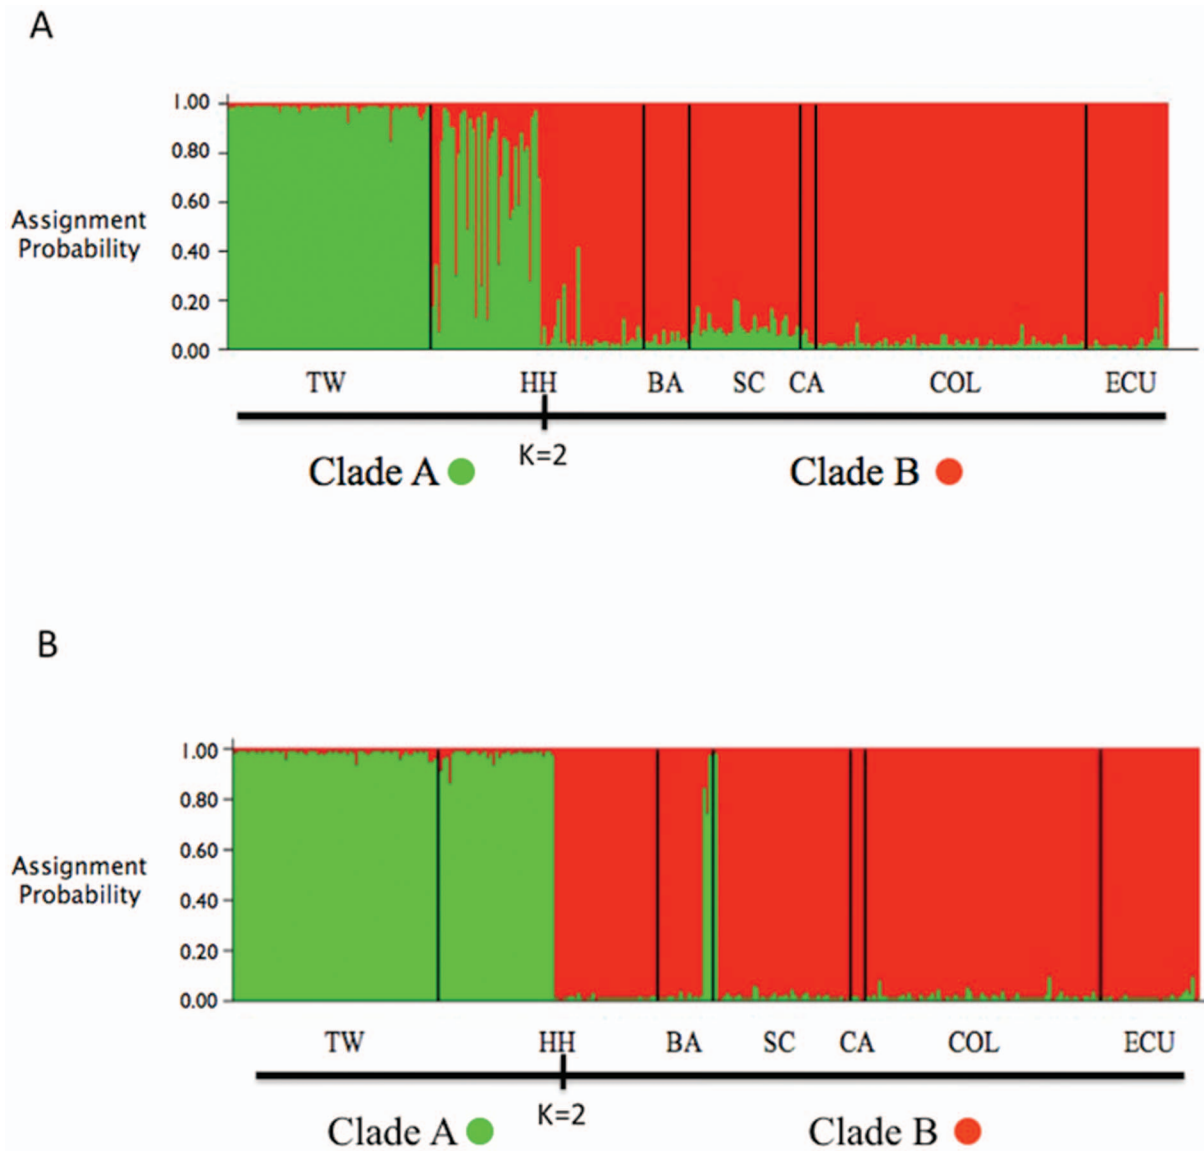 A
1.00
0.80
0.60
0.40
0.20
0.00
Assignment
Probability
TW HH BA SC CA COL ECU
K=2
Clade A Clade B
B
1.00
0.80
0.60
0.40
0.20
0.00
Assignment
Probability
TW HH BA SC CA COL ECU
K=2
Clade A Clade B